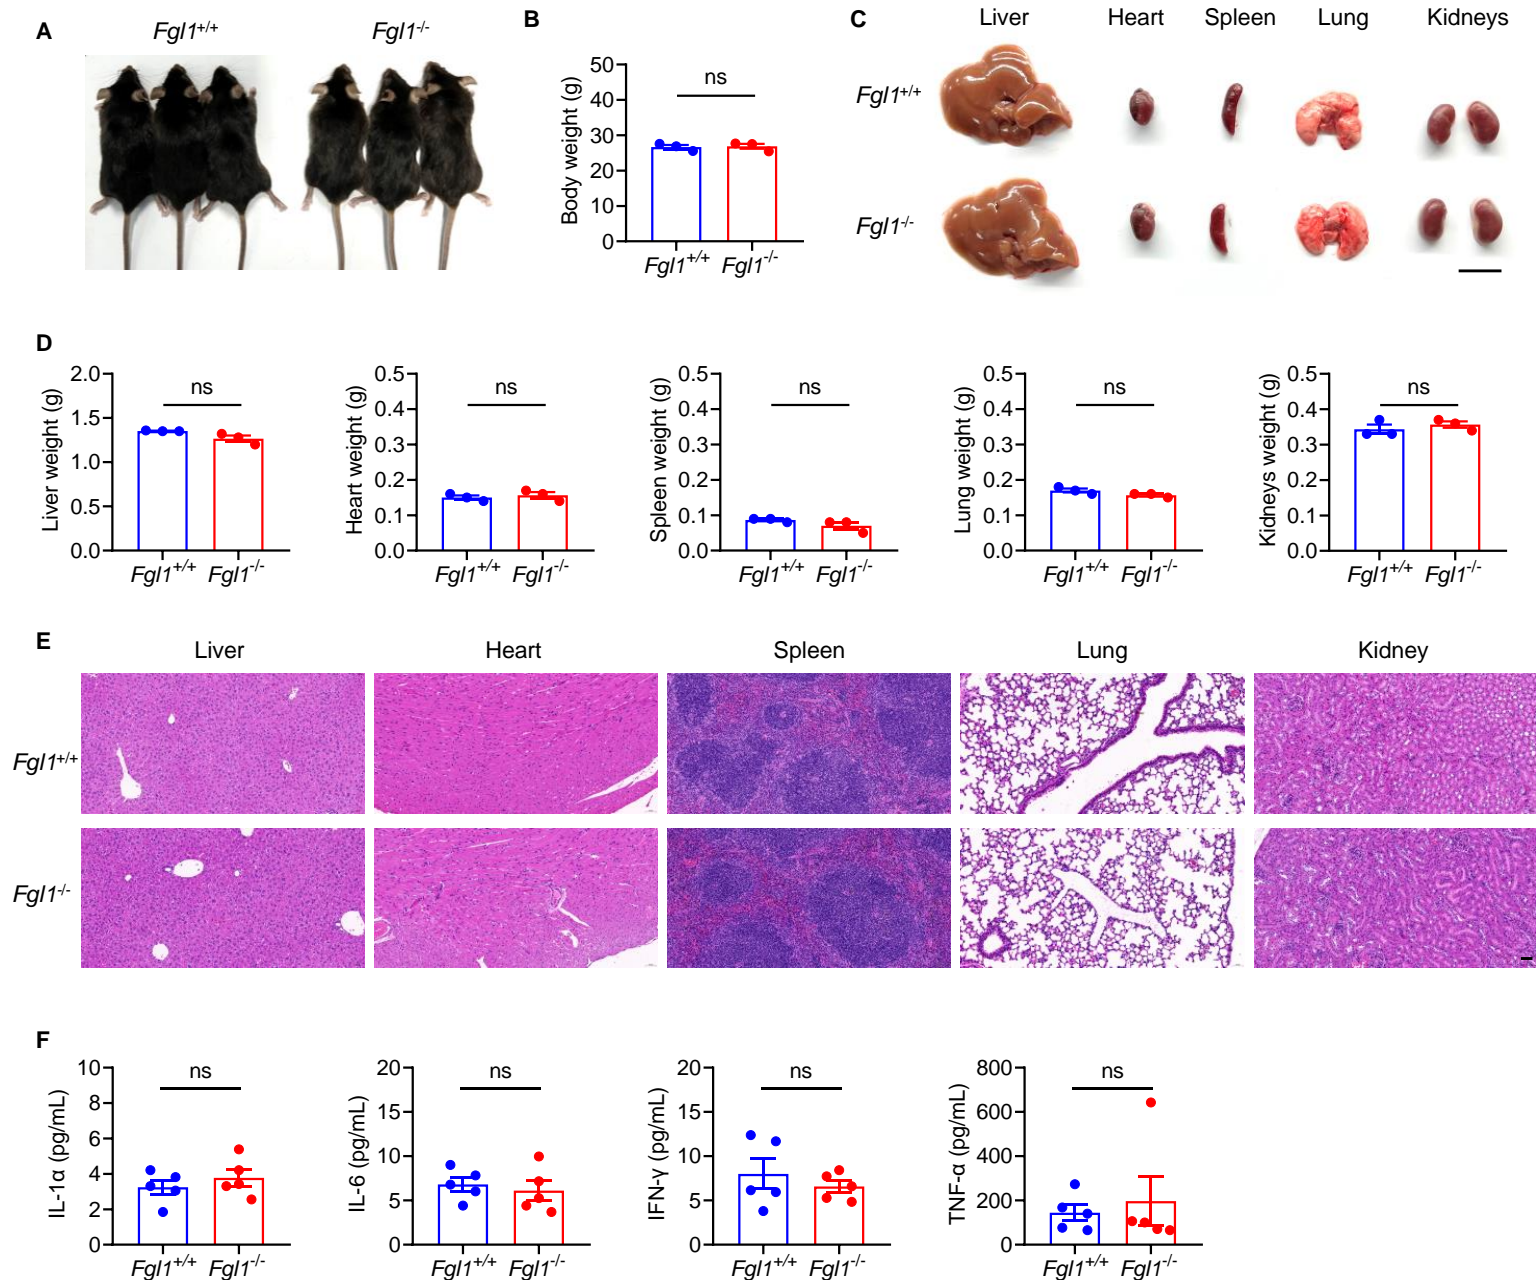 A
Fgl1+/+
Fgl1-/-
B
Body weight (g)
50
40
30
20
10
0
ns
Fgl1+/+
Fgl1-/-
C
Liver
Heart
Spleen
Lung
Kidneys
Fgl1+/+
Fgl1-/-
D
Liver weight (g)
2.0
1.5
1.0
0.5
0.0
ns
Fgl1+/+
Fgl1-/-
Heart weight (g)
0.5
0.4
0.3
0.2
0.1
0.0
ns
Fgl1+/+
Fgl1-/-
Spleen weight (g)
0.5
0.4
0.3
0.2
0.1
0.0
ns
Fgl1+/+
Fgl1-/-
Lung weight (g)
0.5
0.4
0.3
0.2
0.1
0.0
ns
Fgl1+/+
Fgl1-/-
Kidneys weight (g)
0.5
0.4
0.3
0.2
0.1
0.0
ns
Fgl1+/+
Fgl1-/-
E
Liver
Heart
Spleen
Lung
Kidney
Fgl1+/+
Fgl1-/-
F
IL-1α (pg/mL)
10
8
6
4
2
0
ns
Fgl1+/+
Fgl1-/-
IL-6 (pg/mL)
20
15
10
5
0
ns
Fgl1+/+
Fgl1-/-
IFN-γ (pg/mL)
20
15
10
5
0
ns
Fgl1+/+
Fgl1-/-
TNF-α (pg/mL)
800
600
400
200
0
ns
Fgl1+/+
Fgl1-/-